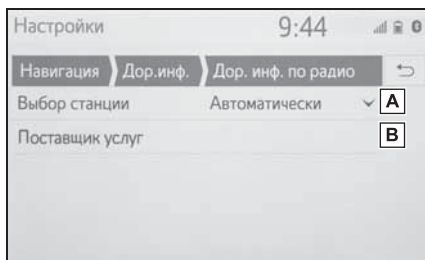 Настройки 9:44
Навигация Дор.инф. Дор. инф. по радио
Выбор станции Автоматически A
Поставщик услуг B